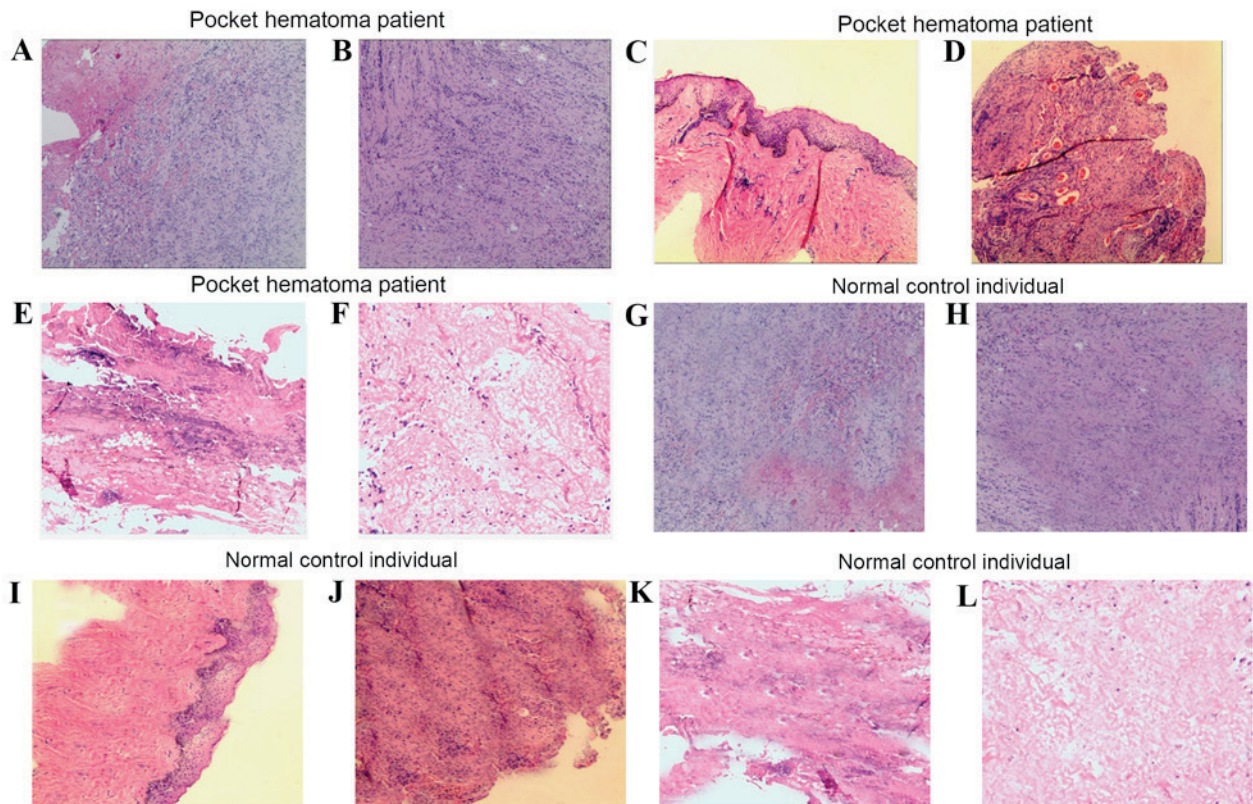 Pocket hematoma patient
Pocket hematoma patient
A B C D
Pocket hematoma patient
Normal control individual
E F G H
Normal control individual
Normal control individual
I J K L